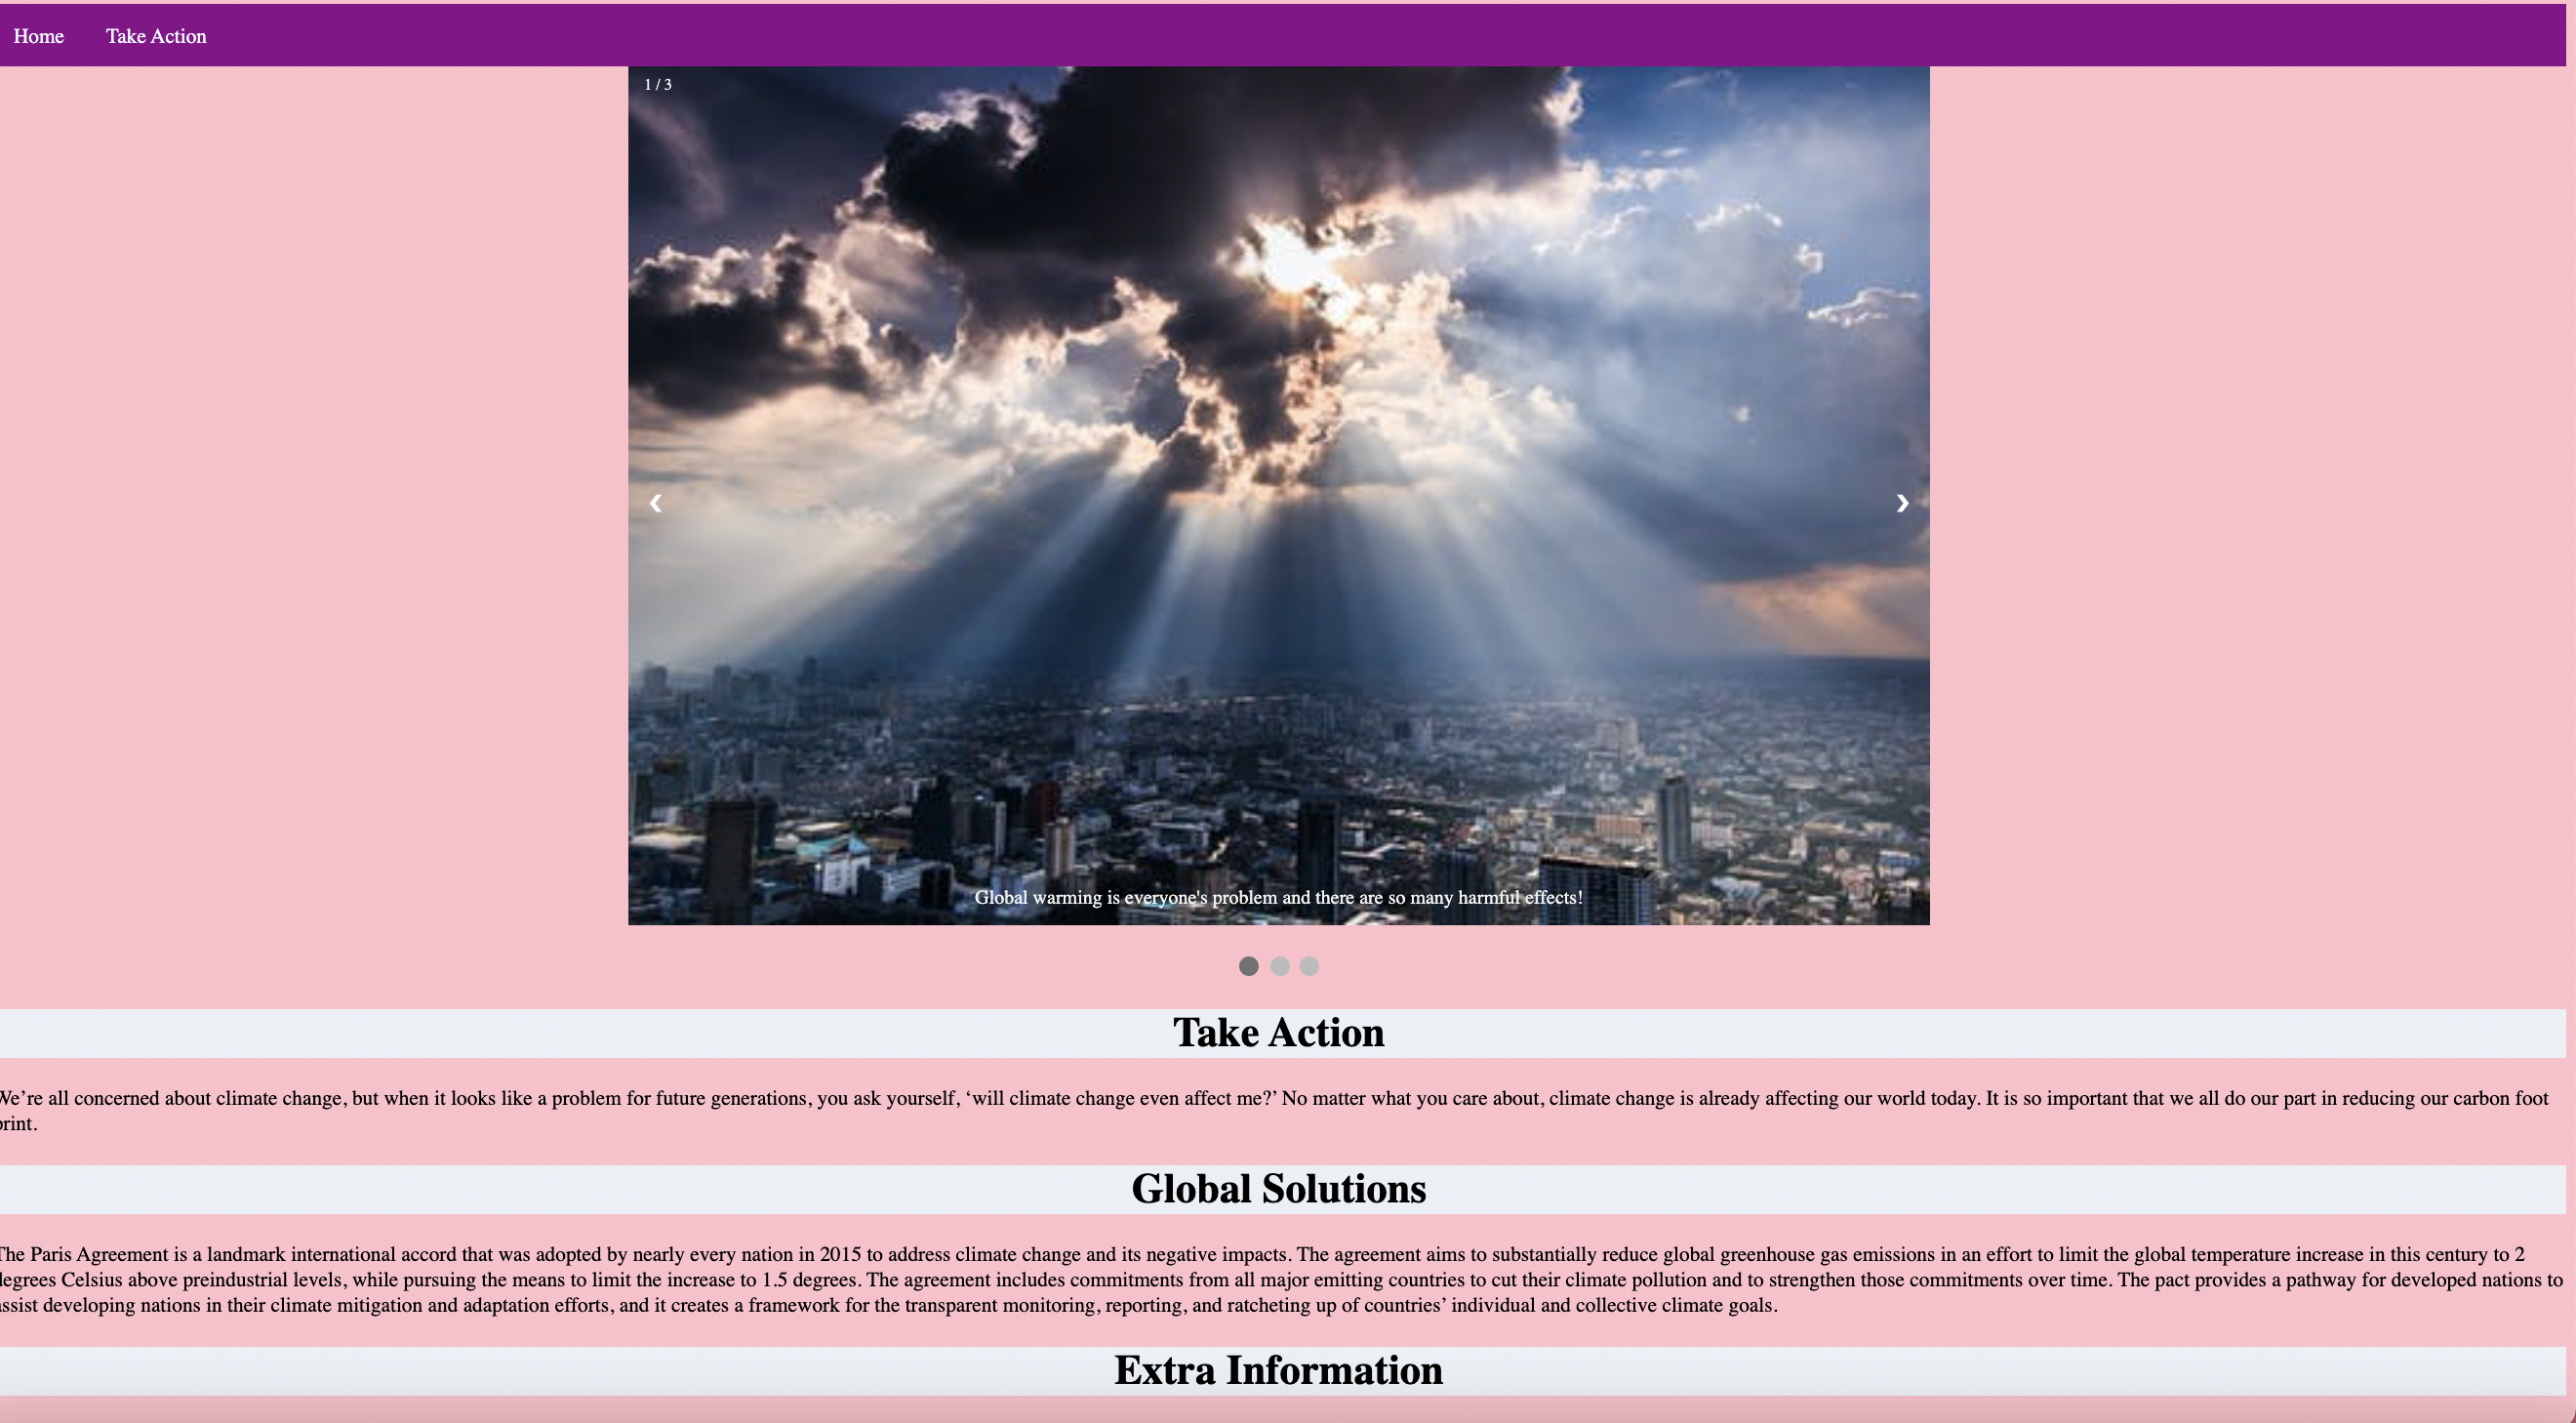 Home Take Action
1 / 3
❮ ❯
Global warming is everyone's problem and there are so many harmful effects!
Take Action
We’re all concerned about climate change, but when it looks like a problem for future generations, you ask yourself, ‘will climate change even affect me?’ No matter what you care about, climate change is already affecting our world today. It is so important that we all do our part in reducing our carbon foot
print.
Global Solutions
The Paris Agreement is a landmark international accord that was adopted by nearly every nation in 2015 to address climate change and its negative impacts. The agreement aims to substantially reduce global greenhouse gas emissions in an effort to limit the global temperature increase in this century to 2
degrees Celsius above preindustrial levels, while pursuing the means to limit the increase to 1.5 degrees. The agreement includes commitments from all major emitting countries to cut their climate pollution and to strengthen those commitments over time. The pact provides a pathway for developed nations to
assist developing nations in their climate mitigation and adaptation efforts, and it creates a framework for the transparent monitoring, reporting, and ratcheting up of countries’ individual and collective climate goals.
Extra Information